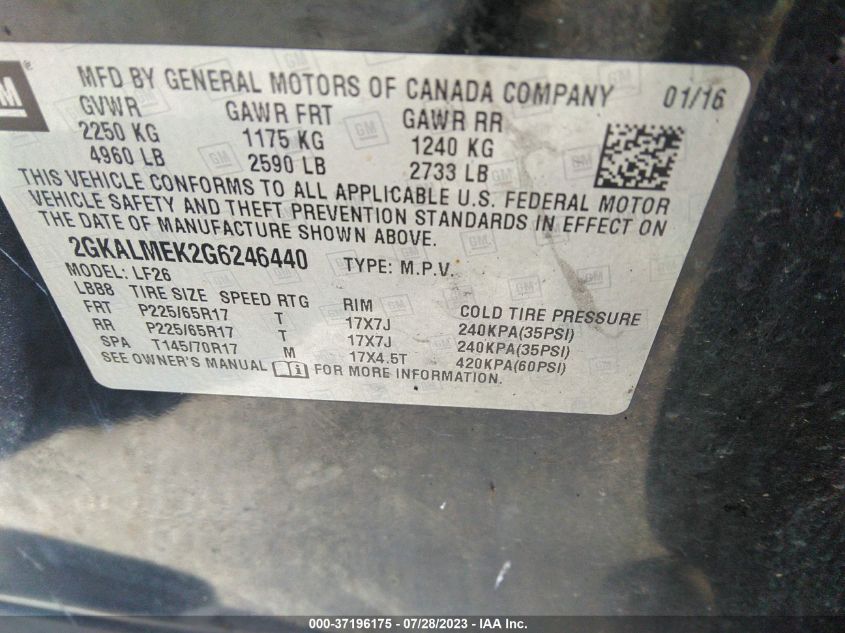 GM ®
MFD BY GENERAL MOTORS OF CANADA COMPANY 01/16
GVWR GAWR FRT GAWR RR
2250 KG 1175 KG 1240 KG
4960 LB 2590 LB 2733 LB
THIS VEHICLE CONFORMS TO ALL APPLICABLE U.S. FEDERAL MOTOR
VEHICLE SAFETY AND THEFT PREVENTION STANDARDS IN EFFECT ON
THE DATE OF MANUFACTURE SHOWN ABOVE.
2GKALMEK2G6246440 TYPE: M.P.V.
MODEL: LF26
LBB8 TIRE SIZE SPEED RTG RIM COLD TIRE PRESSURE
FRT P225/65R17 T 17X7J 240KPA(35PSI)
RR P225/65R17 T 17X7J 240KPA(35PSI)
SPA T145/70R17 M 17X4.5T 420KPA(60PSI)
SEE OWNER'S MANUAL FOR MORE INFORMATION.
000-37196175 - 07/28/2023 - IAA Inc.